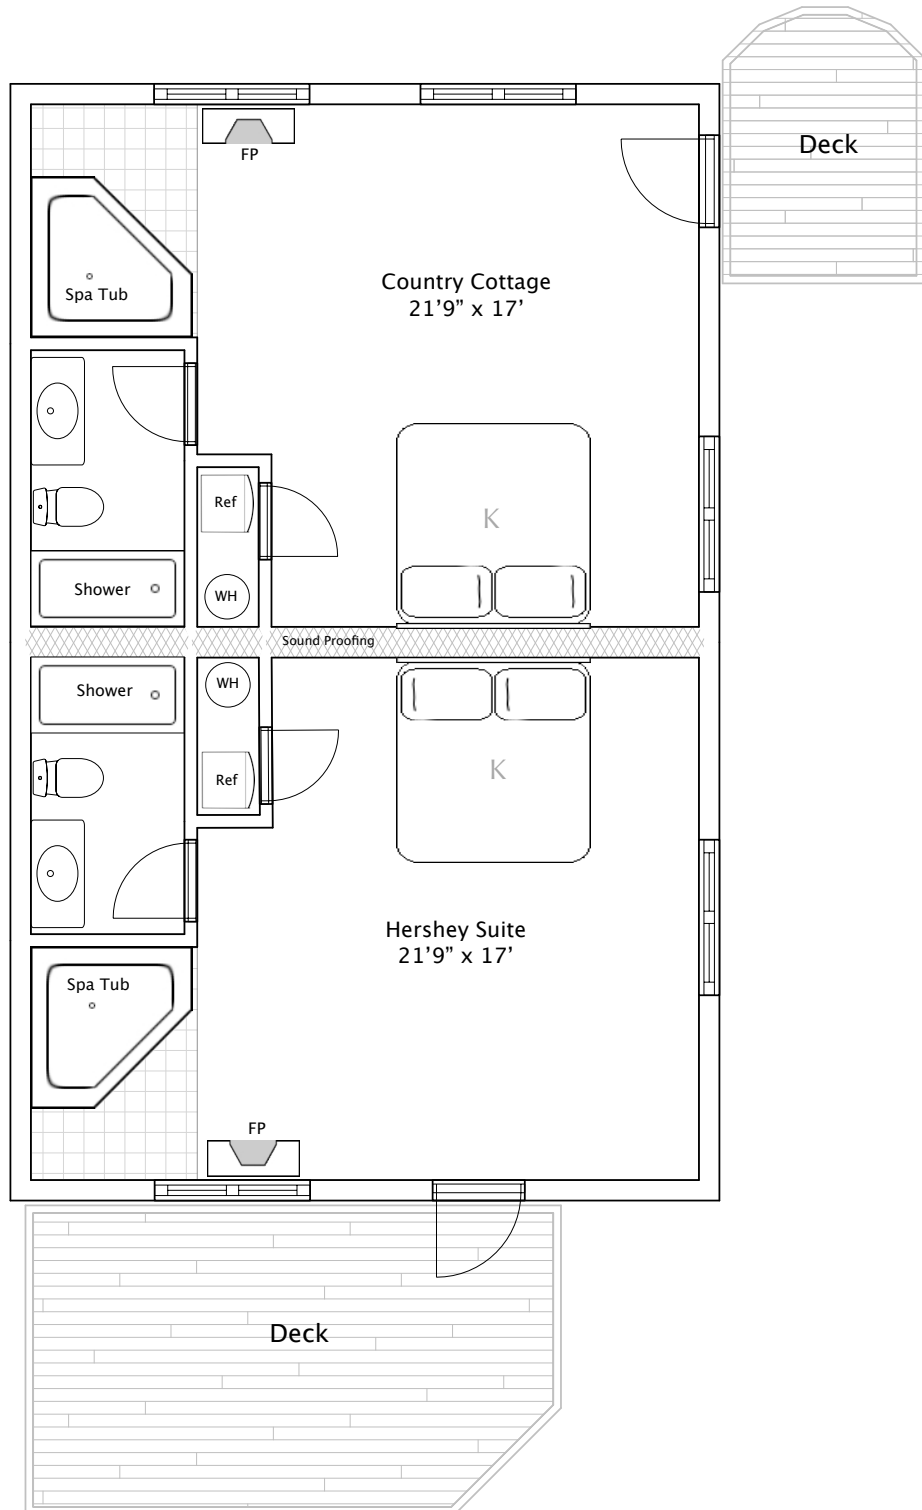 Deck
FP
Country Cottage
21’9” x 17’
Spa Tub
Ref
K
Shower
WH
Sound Proofing
WH
Shower
K
Ref
Hershey Suite
21’9” x 17’
Spa Tub
FP
Deck